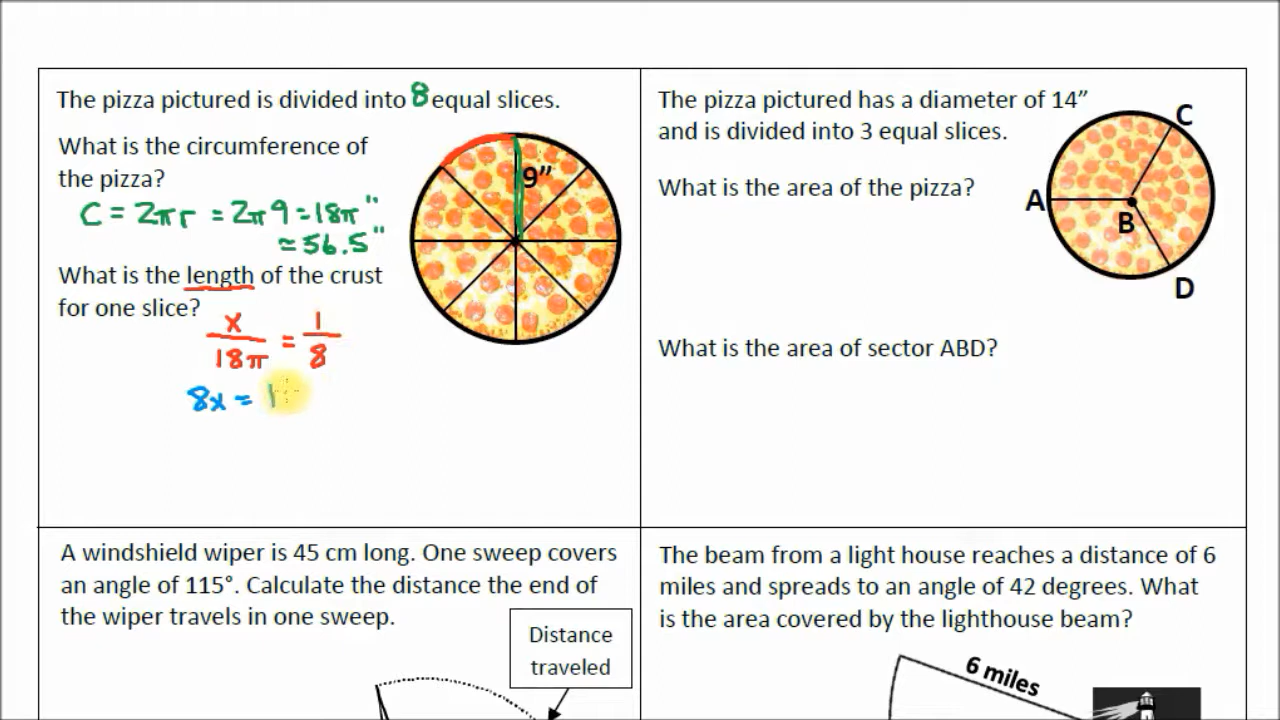 The pizza pictured is divided into 8 equal slices.
What is the circumference of
the pizza?
C = 2πr = 2π9 = 18π"
≈ 56.5"
What is the length of the crust
for one slice?
x/18π = 1/8
8x = 1
9”
The pizza pictured has a diameter of 14”
and is divided into 3 equal slices.
What is the area of the pizza?
What is the area of sector ABD?
C
A
B
D
A windshield wiper is 45 cm long. One sweep covers
an angle of 115°. Calculate the distance the end of
the wiper travels in one sweep.
Distance
traveled
The beam from a light house reaches a distance of 6
miles and spreads to an angle of 42 degrees. What
is the area covered by the lighthouse beam?
6 miles